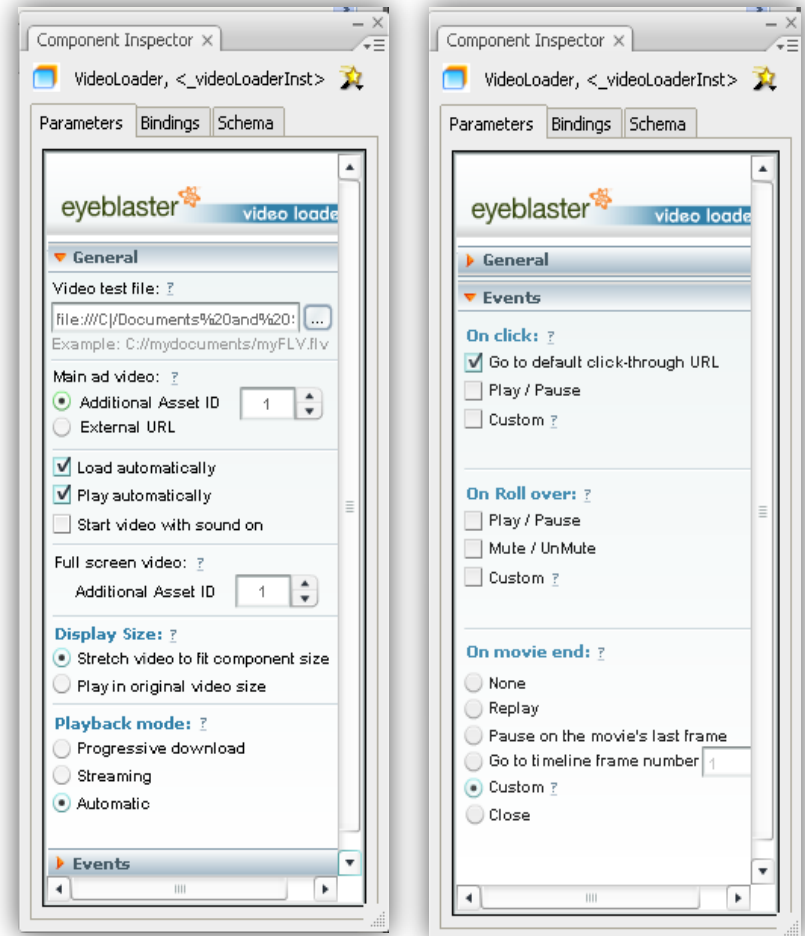 Component Inspector
VideoLoader, <_videoLoaderInst>
Parameters Bindings Schema
eyeblaster video loade
General
Video test file: ?
file:///C|/Documents%20and%20: ...
Example: C://mydocuments/myFLV.flv
Main ad video: ?
Additional Asset ID 1
External URL
Load automatically
Play automatically
Start video with sound on
Full screen video: ?
Additional Asset ID 1
Display Size: ?
Stretch video to fit component size
Play in original video size
Playback mode: ?
Progressive download
Streaming
Automatic
Events
Component Inspector
VideoLoader, <_videoLoaderInst>
Parameters Bindings Schema
eyeblaster video loade
General
Events
On click: ?
Go to default click-through URL
Play / Pause
Custom ?
On Roll over: ?
Play / Pause
Mute / UnMute
Custom ?
On movie end: ?
None
Replay
Pause on the movie's last frame
Go to timeline frame number 1
Custom ?
Close